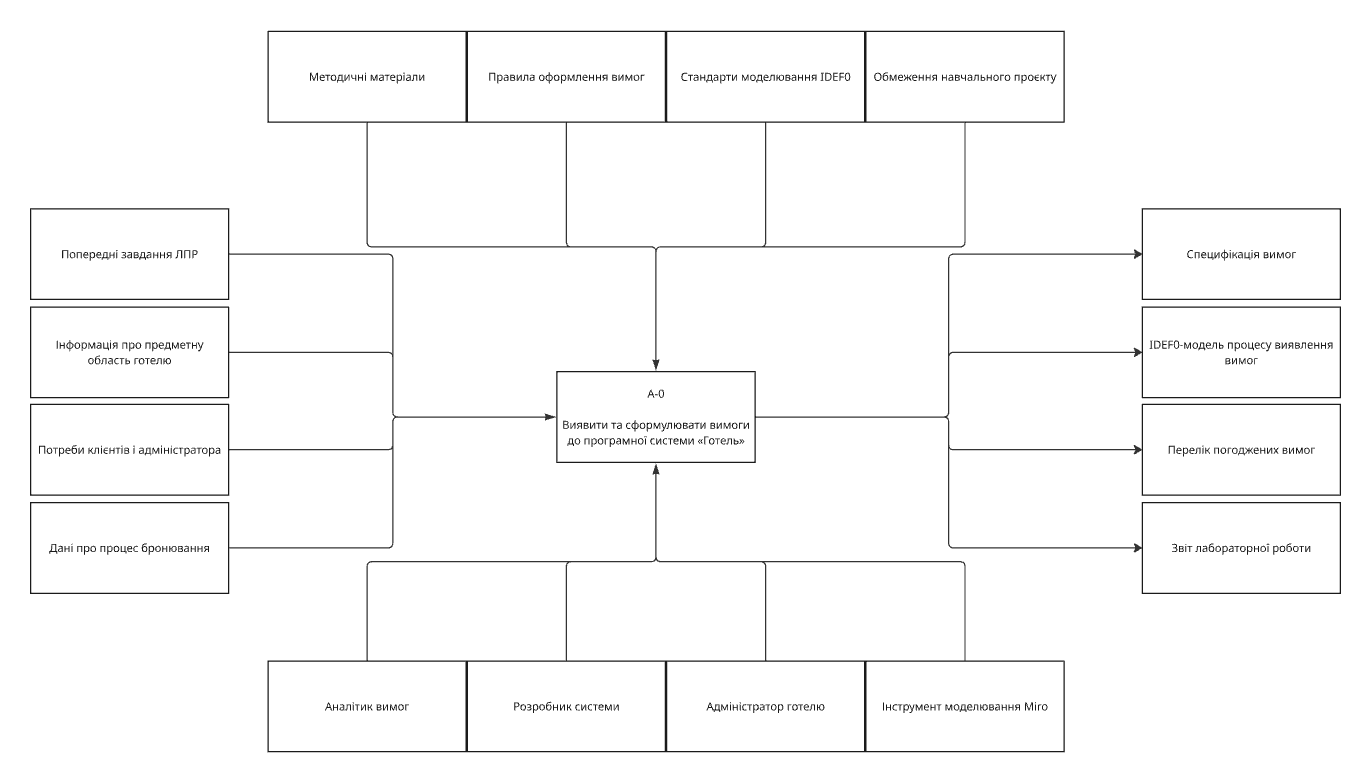 Методичні матеріали
Правила оформлення вимог
Стандарти моделювання IDEF0
Обмеження навчального проєкту
Попередні завдання ЛПР
Специфікація вимог
Інформація про предметну
область готелю
IDEF0-модель процесу виявлення
вимог
А-0
Виявити та сформулювати вимоги
до програмної системи «Готель»
Потреби клієнтів і адміністратора
Перелік погоджених вимог
Дані про процес бронювання
Звіт лабораторної роботи
Аналітик вимог
Розробник системи
Адміністратор готелю
Інструмент моделювання Miro